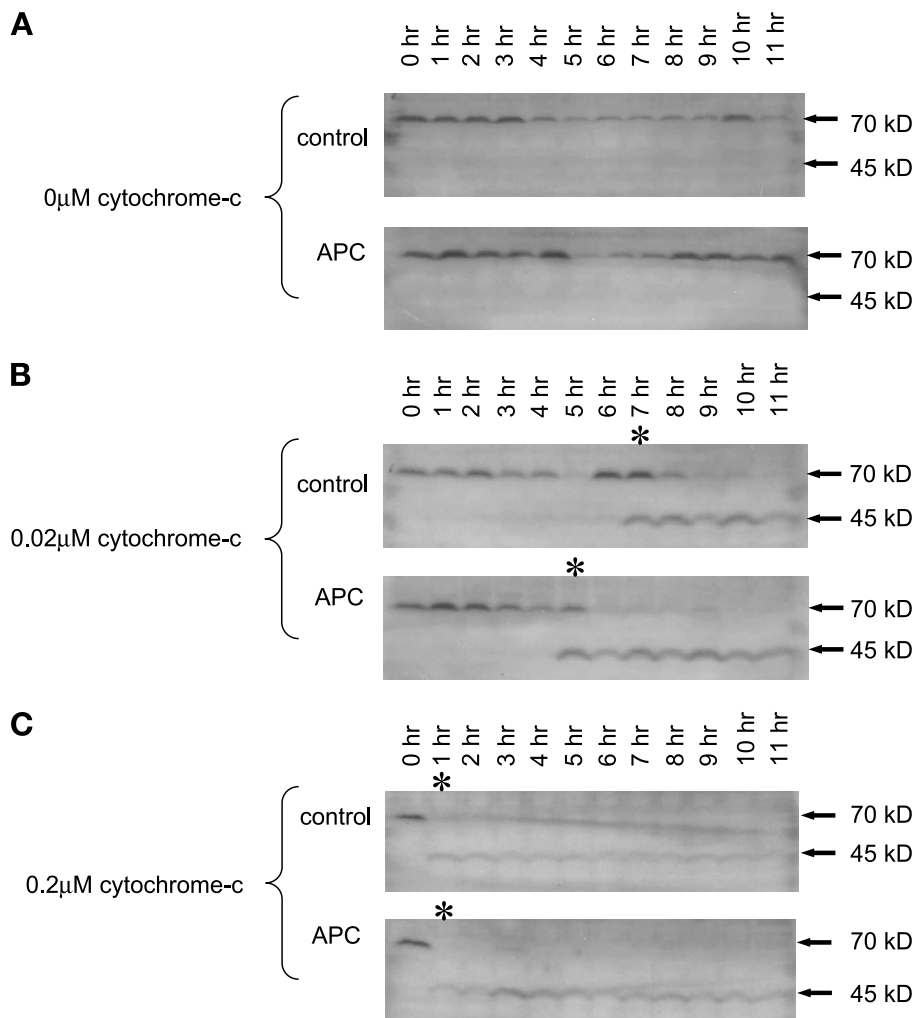 A
0 hr 1 hr 2 hr 3 hr 4 hr 5 hr 6 hr 7 hr 8 hr 9 hr 10 hr 11 hr
control
70 kD
45 kD
0μM cytochrome-c
APC
70 kD
45 kD
B
0 hr 1 hr 2 hr 3 hr 4 hr 5 hr 6 hr 7 hr 8 hr 9 hr 10 hr 11 hr
*
control
70 kD
45 kD
0.02μM cytochrome-c
*
APC
70 kD
45 kD
C
0 hr 1 hr 2 hr 3 hr 4 hr 5 hr 6 hr 7 hr 8 hr 9 hr 10 hr 11 hr
*
control
70 kD
45 kD
0.2μM cytochrome-c
*
APC
70 kD
45 kD